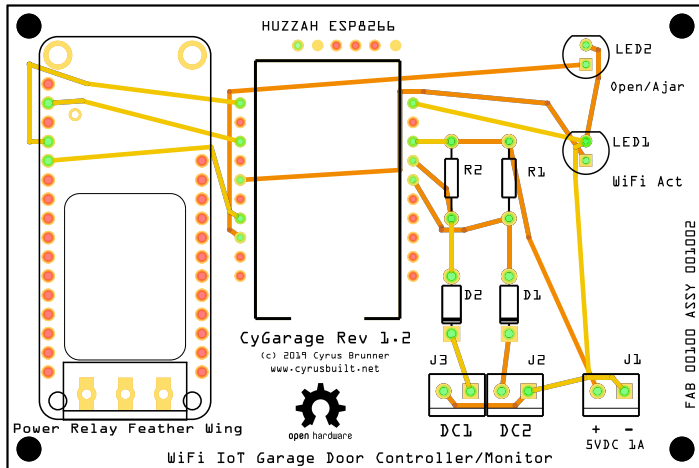 HUZZAH ESP8266
LED2
Open/Ajar
LED1
WiFi Act
R2
R1
D2
D1
CyGarage Rev 1.2
(c) 2019 Cyrus Brunner
www.cyrusbuilt.net
J3
J2
J1
open hardware
DC1
DC2
+ -
5VDC 1A
Power Relay Feather Wing
WiFi IoT Garage Door Controller/Monitor
FAB 00100 ASSY 001002